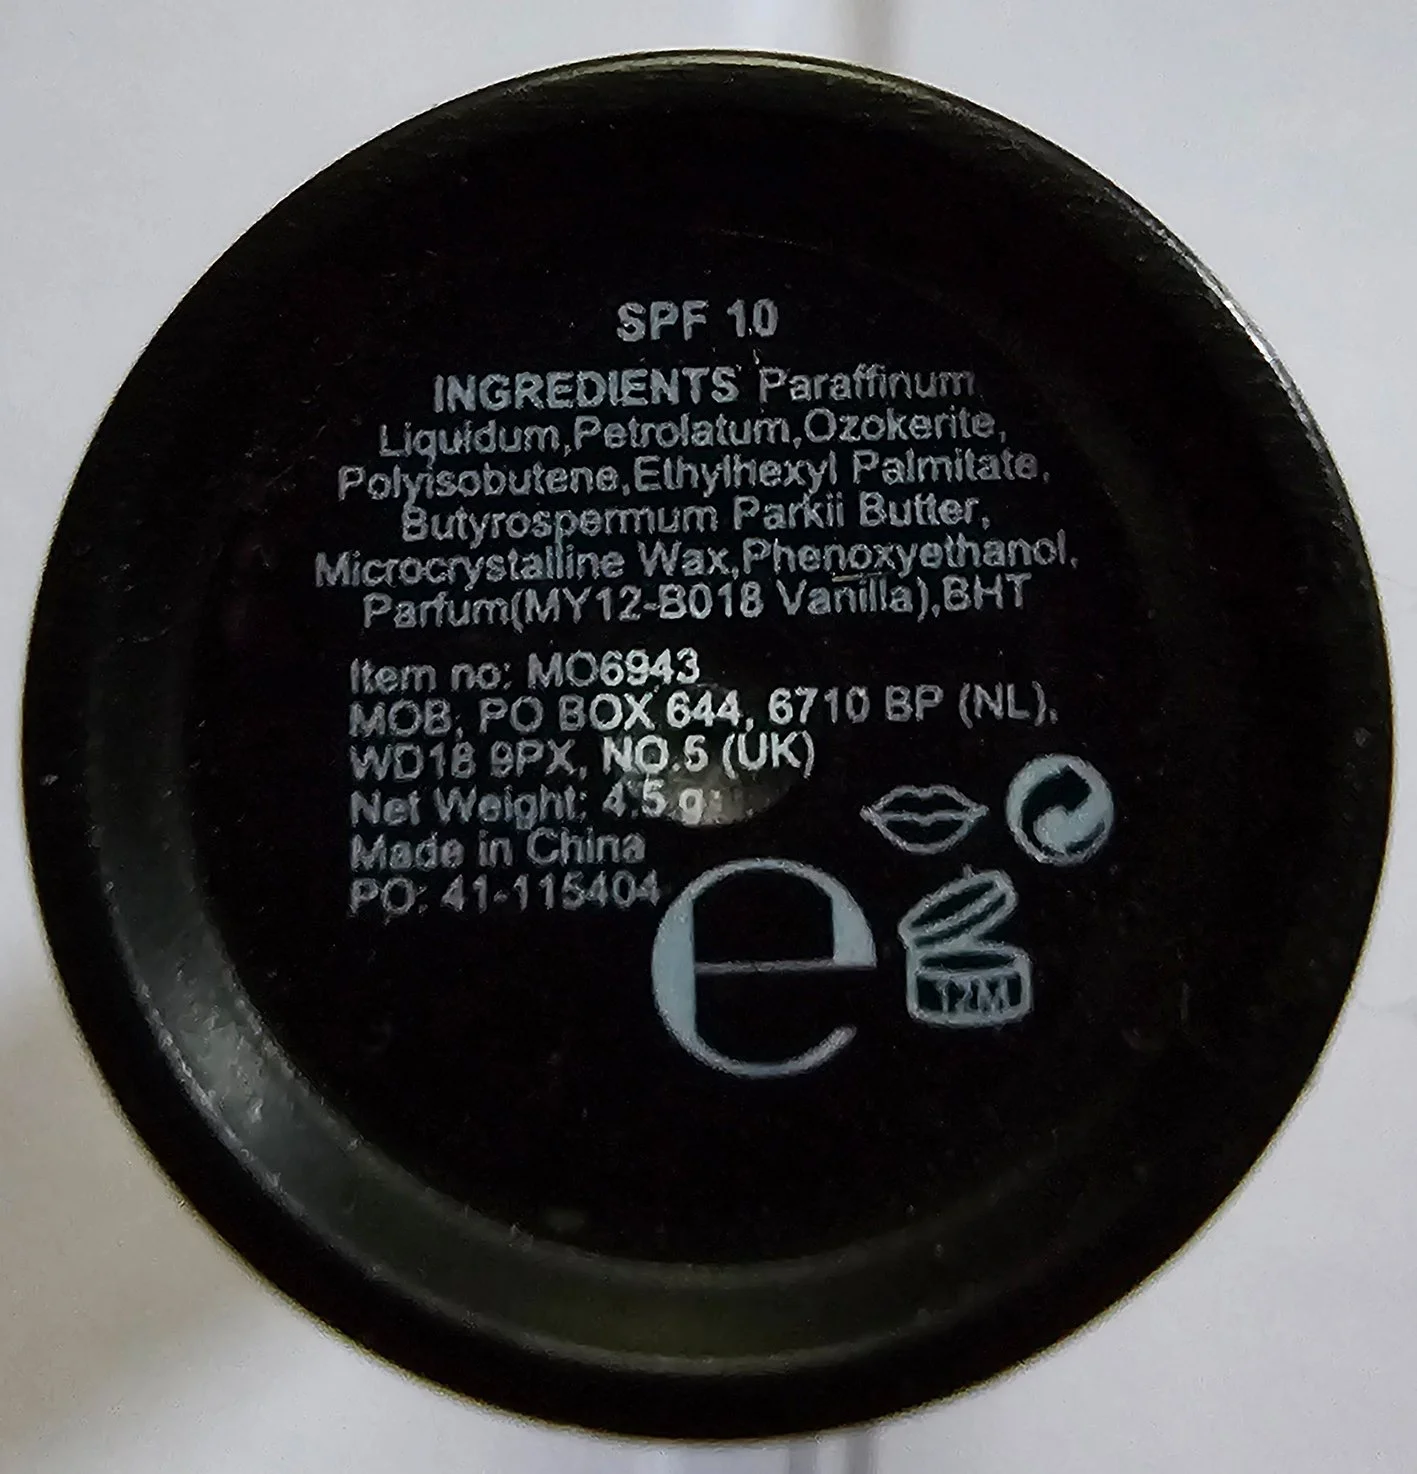 SPF 10
INGREDIENTS Paraffinum
Liquidum,Petrolatum,Ozokerite,
Polyisobutene,Ethylhexyl Palmitate,
Butyrospermum Parkii Butter,
Microcrystalline Wax,Phenoxyethanol,
Parfum(MY12-B018 Vanilla),BHT
Item no: MO6943
MOB, PO BOX 644, 6710 BP (NL),
WD18 9PX, NO.5 (UK)
Net Weight: 4.5 g
Made in China
PO: 41-115404
e
12M